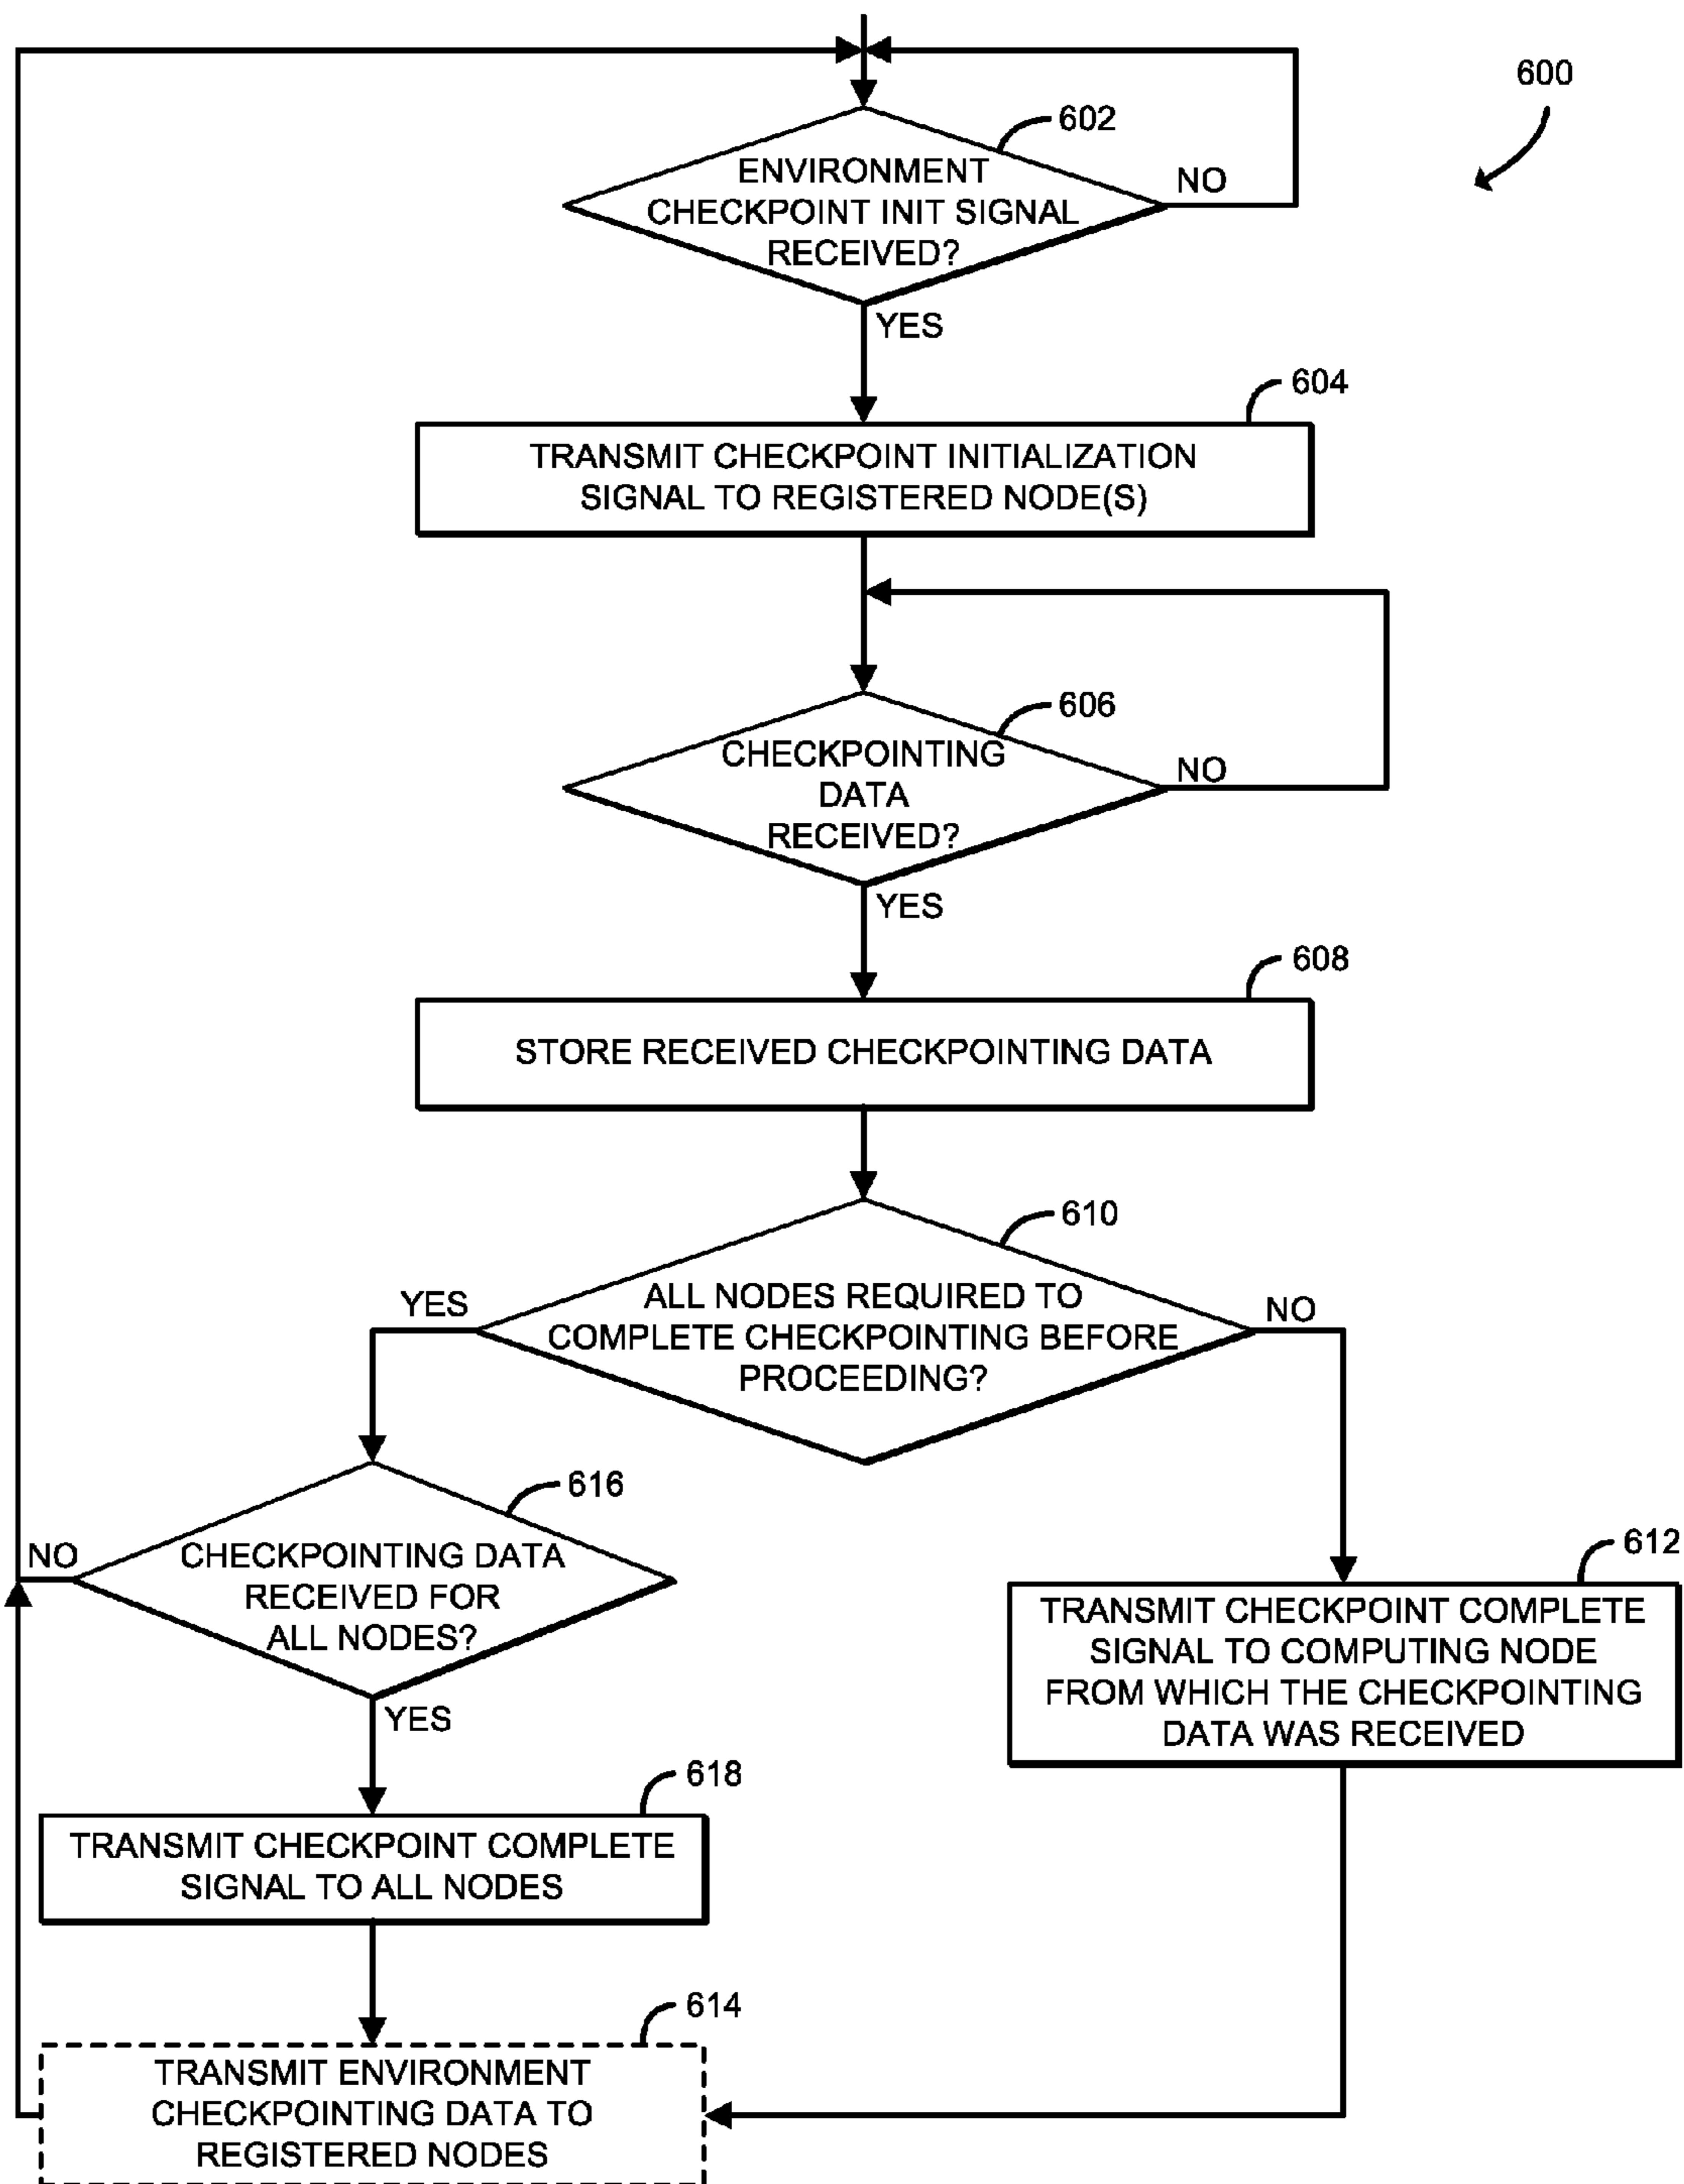 600
602
ENVIRONMENT
CHECKPOINT INIT SIGNAL
RECEIVED?
NO
YES
604
TRANSMIT CHECKPOINT INITIALIZATION
SIGNAL TO REGISTERED NODE(S)
606
CHECKPOINTING
DATA
RECEIVED?
NO
YES
608
STORE RECEIVED CHECKPOINTING DATA
610
ALL NODES REQUIRED TO
COMPLETE CHECKPOINTING BEFORE
PROCEEDING?
YES
NO
616
CHECKPOINTING DATA
RECEIVED FOR
ALL NODES?
NO
YES
612
TRANSMIT CHECKPOINT COMPLETE
SIGNAL TO COMPUTING NODE
FROM WHICH THE CHECKPOINTING
DATA WAS RECEIVED
618
TRANSMIT CHECKPOINT COMPLETE
SIGNAL TO ALL NODES
614
TRANSMIT ENVIRONMENT
CHECKPOINTING DATA TO
REGISTERED NODES